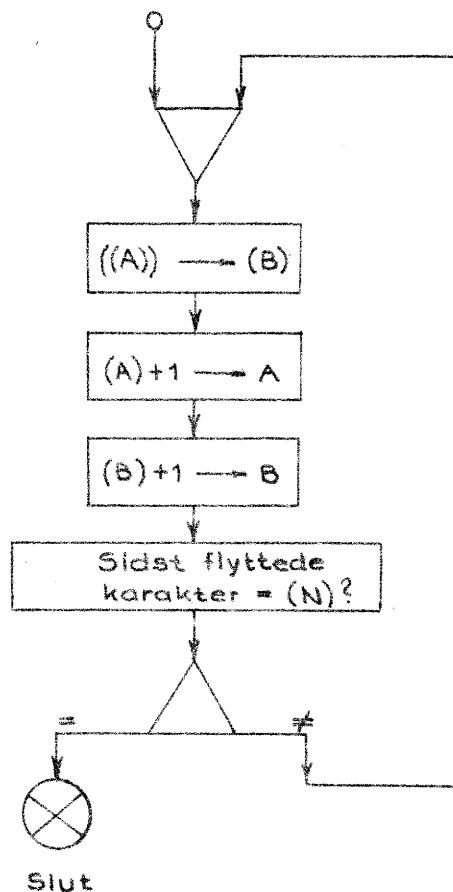 ((A)) → (B)
(A)+1 → A
(B)+1 → B
Sidst flyttede
karakter = (N)?
= ≠
Slut